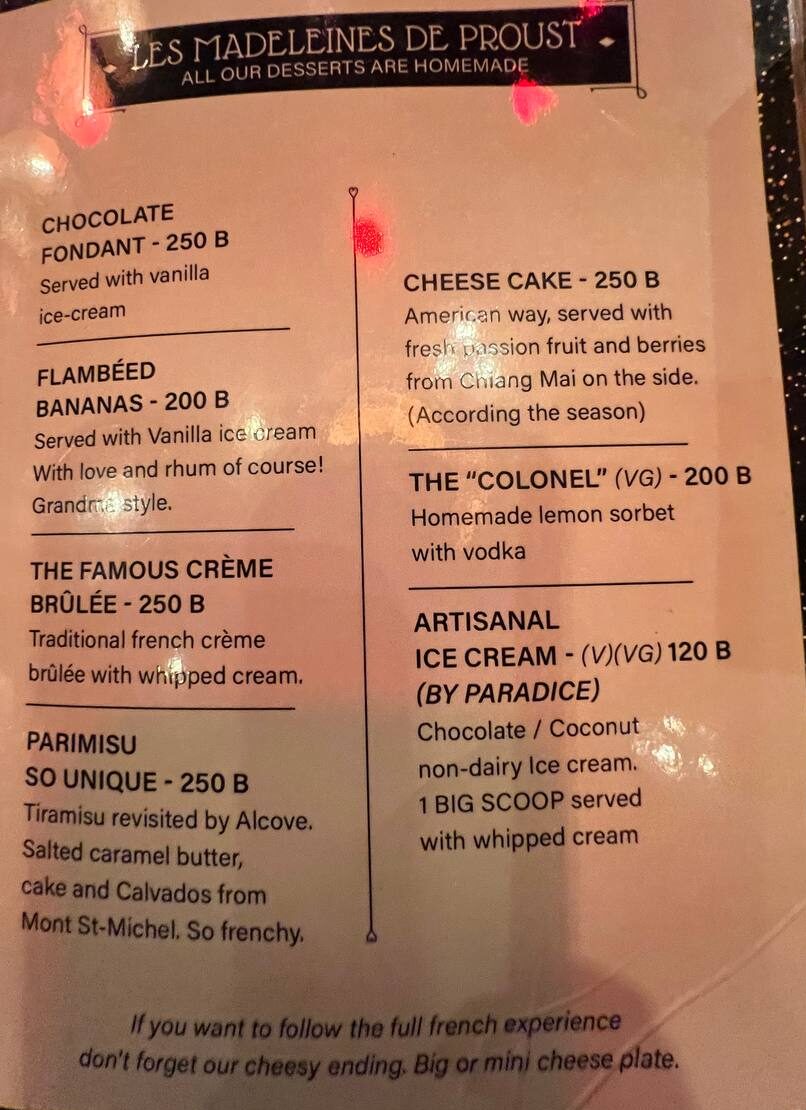 LES MADELEINES DE PROUST
ALL OUR DESSERTS ARE HOMEMADE
CHOCOLATE
FONDANT - 250 B
Served with vanilla
ice-cream
FLAMBÉED
BANANAS - 200 B
Served with Vanilla ice cream
With love and rhum of course!
Grandma style.
THE FAMOUS CRÈME
BRÛLÉE - 250 B
Traditional french crème
brûlée with whipped cream.
PARIMISU
SO UNIQUE - 250 B
Tiramisu revisited by Alcove.
Salted caramel butter,
cake and Calvados from
Mont St-Michel. So frenchy.
CHEESE CAKE - 250 B
American way, served with
fresh passion fruit and berries
from Chiang Mai on the side.
(According the season)
THE “COLONEL” (VG) - 200 B
Homemade lemon sorbet
with vodka
ARTISANAL
ICE CREAM - (V)(VG) 120 B
(BY PARADICE)
Chocolate / Coconut
non-dairy Ice cream.
1 BIG SCOOP served
with whipped cream
If you want to follow the full french experience
don't forget our cheesy ending. Big or mini cheese plate.